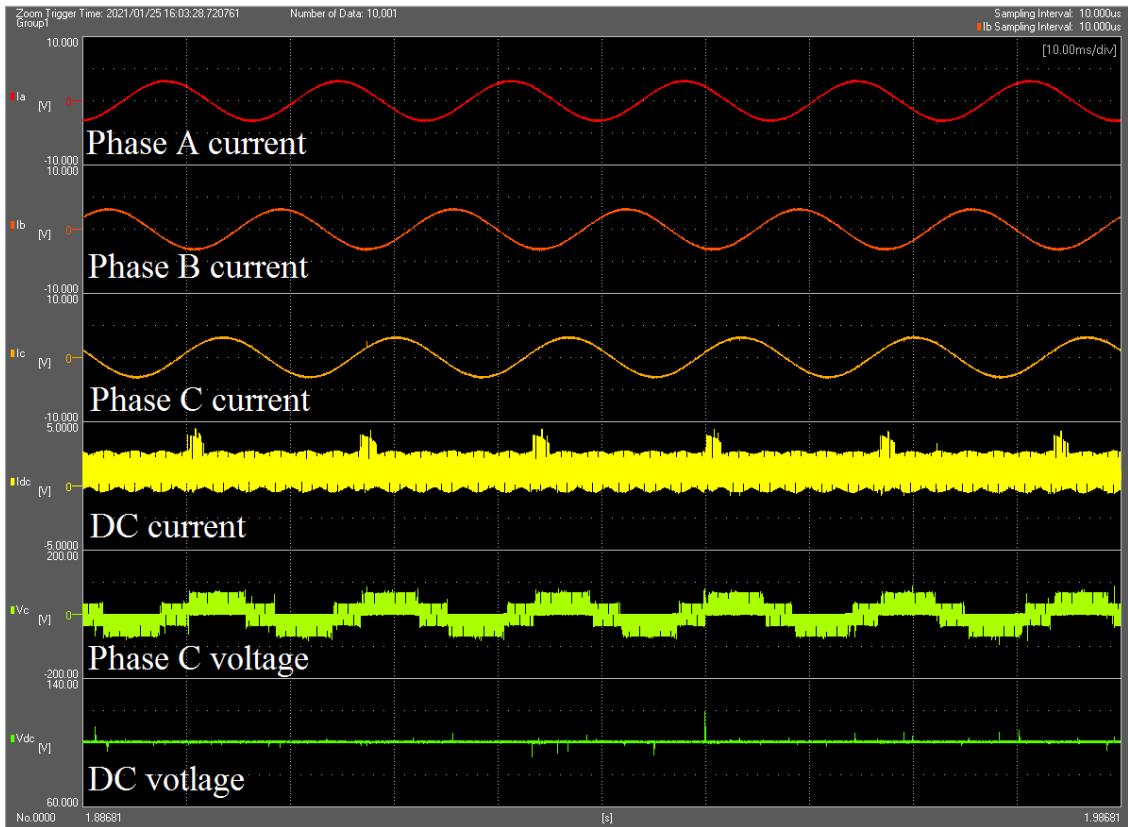 Zoom Trigger Time: 2021/01/25 16:03:28.720761 Number of Data: 10,001 Sampling Interval: 10.000us
Group1 Ib Sampling Interval: 10.000us
10.000 [10.00ms/div]
Ia [V] 0
Phase A current
-10.000
10.000
Ib [V] 0
Phase B current
-10.000
10.000
Ic [V] 0
Phase C current
-10.000
5.0000
Idc [V] 0
DC current
-5.0000
200.00
Vc [V] 0
Phase C voltage
-200.00
140.00
Vdc [V]
DC votlage
60.000
No.0000 1.88681 [s] 1.98681